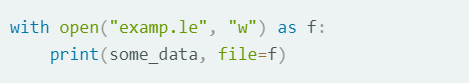 with open("examp.le", "w") as f:
    print(some_data, file=f)